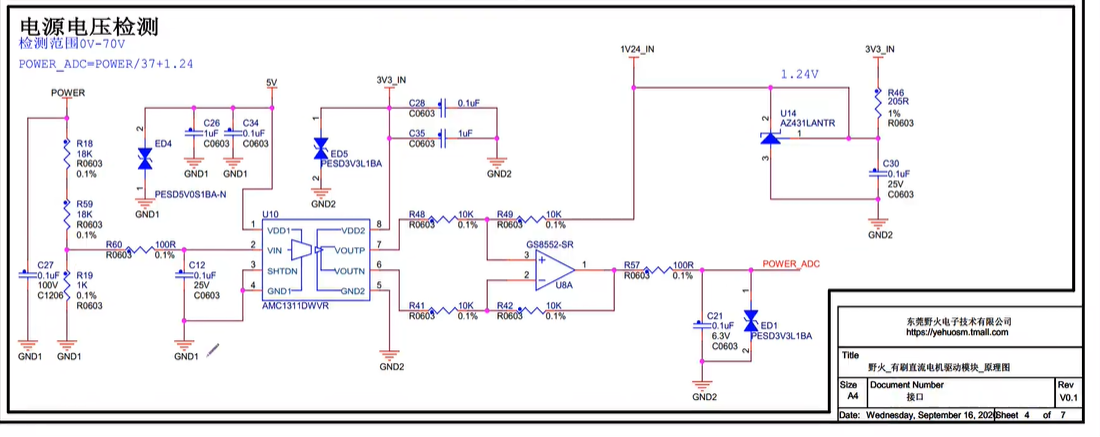 电源电压检测
检测范围0V-70V
POWER_ADC=POWER/37+1.24
POWER
5V
3V3_IN
1V24_IN
3V3_IN
1.24V
R18
18K
R0603
0.1%
R59
18K
R0603
0.1%
R60
R0603
100R
0.1%
R19
1K
0.1%
R0603
C27
0.1uF
100V
C1206
GND1
GND1
2
ED4
1
PESD5V0S1BA-N
GND1
C26
1uF
C0603
GND1
C34
0.1uF
C0603
GND1
C12
0.1uF
25V
C0603
GND1
1
ED5
PESD3V3L1BA
2
GND2
C28
C0603
0.1uF
C35
C0603
1uF
GND2
U10
1
2
3
4
VDD1
VIN
SHTDN
GND1
VDD2
VOUTP
VOUTN
GND2
8
7
6
5
AMC1311DWVR
GND2
R48
R0603
10K
0.1%
R49
R0603
10K
0.1%
GS8552-SR
3
2
+
-
1
U8A
R41
R0603
10K
0.1%
R42
R0603
10K
0.1%
R57
R0603
100R
0.1%
POWER_ADC
C21
0.1uF
6.3V
C0603
GND2
1
ED1
PESD3V3L1BA
2
2
U14
AZ431LANTR
1
3
R46
205R
1%
R0603
C30
0.1uF
25V
C0603
GND2
东莞野火电子技术有限公司
https://yehuosm.tmall.com
Title
野火_有刷直流电机驱动模块_原理图
Size
A4
Document Number
接口
Rev
V0.1
Date: Wednesday, September 16, 2020 Sheet 4 of 7